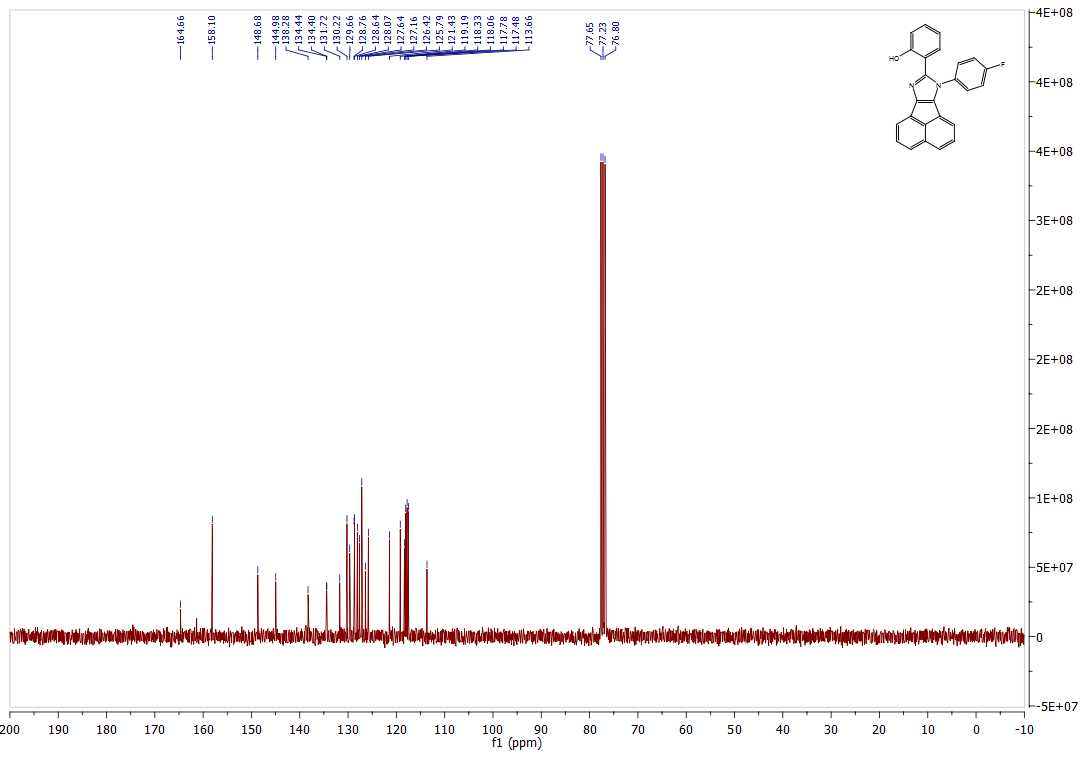 164.66
158.10
148.68
144.98
138.28
134.44
134.40
131.72
130.22
129.66
128.76
128.64
128.07
127.64
127.16
126.42
125.79
121.43
119.19
118.33
118.06
117.78
117.48
113.66
77.65
77.23
76.80
HO
N
N
F
4E+08
4E+08
4E+08
3E+08
2E+08
2E+08
2E+08
1E+08
5E+07
0
-5E+07
200 190 180 170 160 150 140 130 120 110 100 90 80 70 60 50 40 30 20 10 0 -10
f1 (ppm)